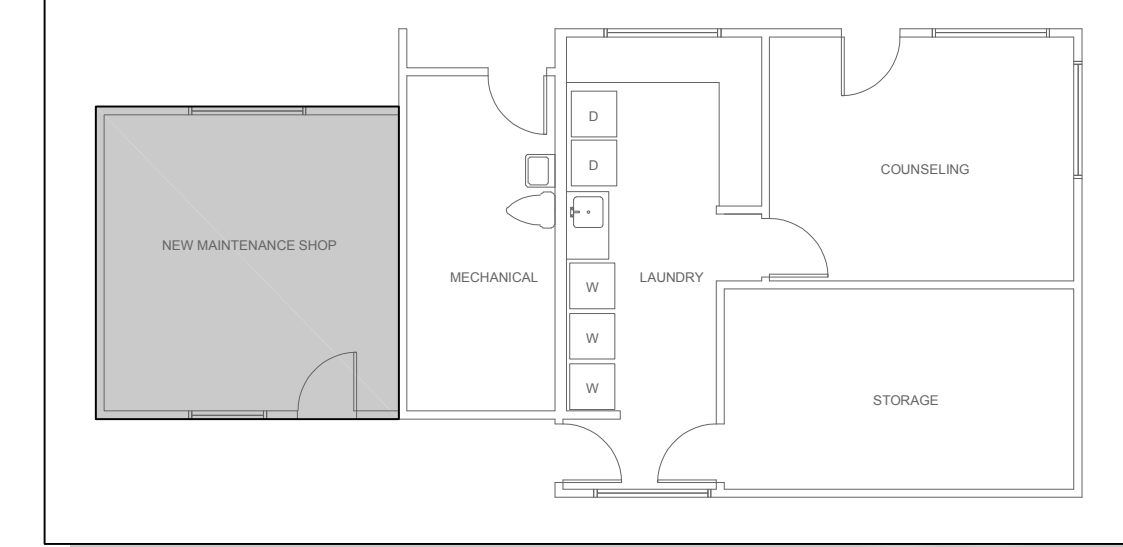 D
D
COUNSELING
NEW MAINTENANCE SHOP
MECHANICAL
LAUNDRY
W
W
W
STORAGE